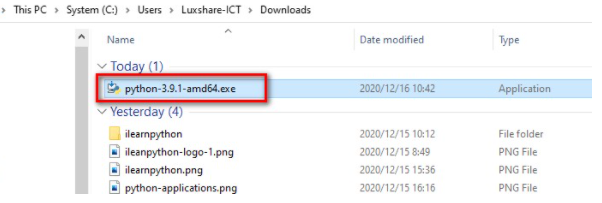 This PC > System (C:) > Users > Luxshare-ICT > Downloads
Name Date modified Type
Today (1)
python-3.9.1-amd64.exe 2020/12/16 10:42 Application
Yesterday (4)
ilearnpython 2020/12/15 10:12 File folder
ileanpython-logo-1.png 2020/12/15 8:49 PNG File
ilearnpython.png 2020/12/15 15:36 PNG File
python-applications.png 2020/12/15 16:16 PNG File